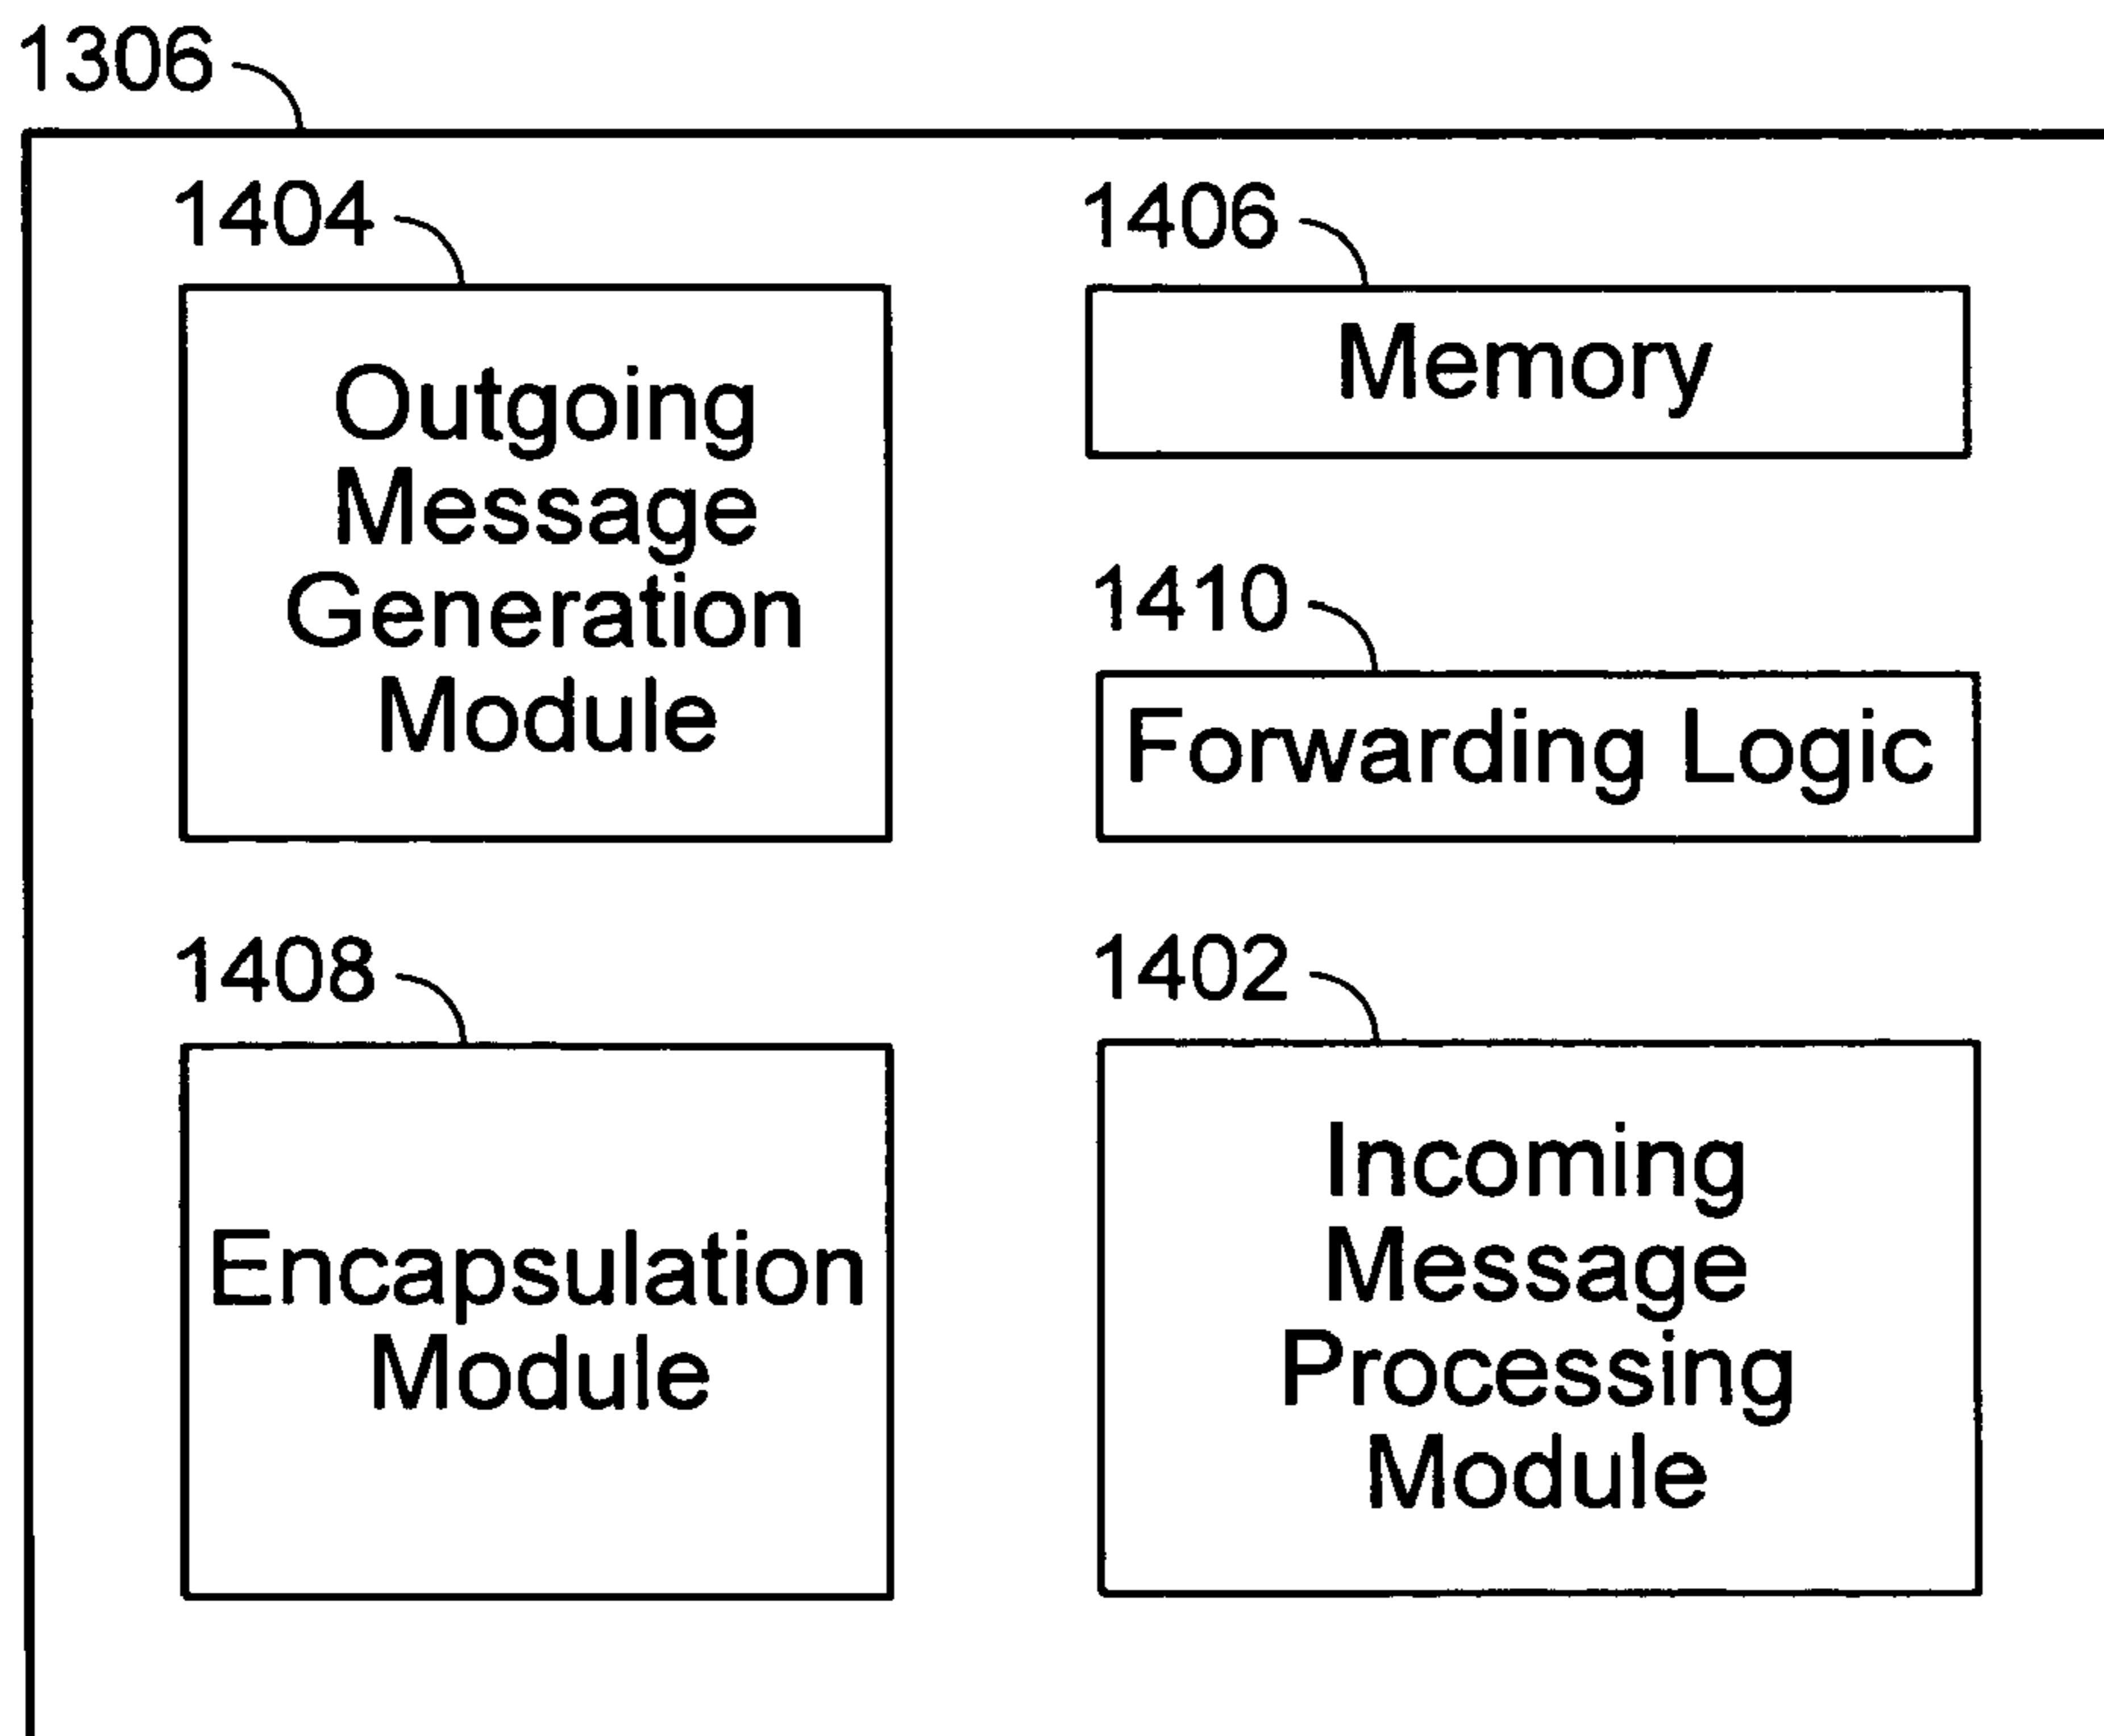 1306
1404
Outgoing
Message
Generation
Module
1406
Memory
1410
Forwarding Logic
1408
Encapsulation
Module
1402
Incoming
Message
Processing
Module